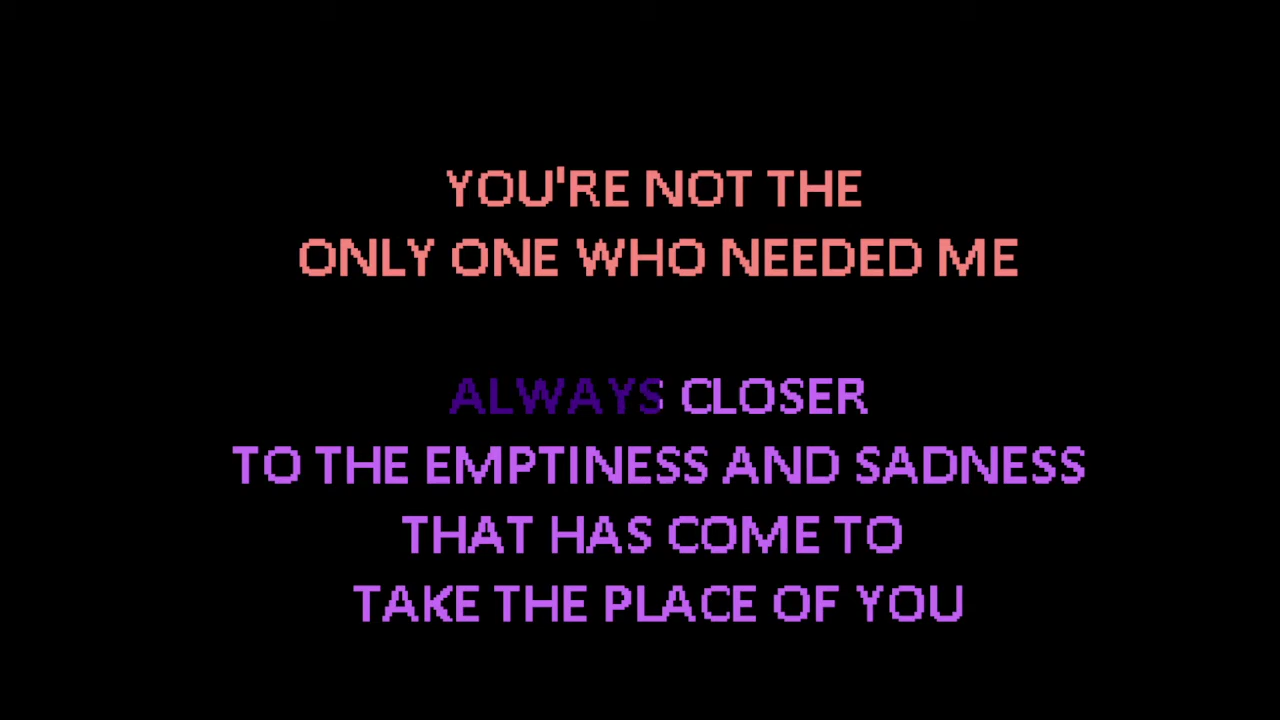 YOU'RE NOT THE
ONLY ONE WHO NEEDED ME
ALWAYS CLOSER
TO THE EMPTINESS AND SADNESS
THAT HAS COME TO
TAKE THE PLACE OF YOU